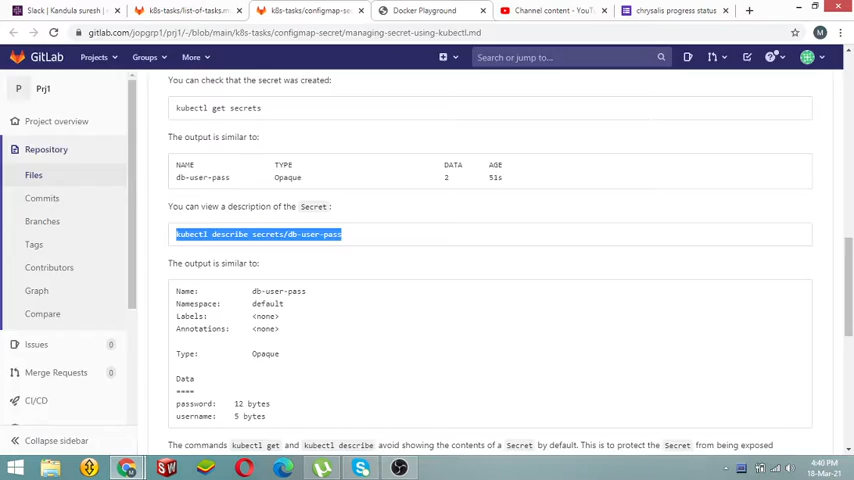 Slack | Kandula suresh |
k8s-tasks/list-of-tasks.m
k8s-tasks/configmap-sec
Docker Playground
Channel content - YouT
chrysalis progress status
gitlab.com/jopgrp1/prj1/-/blob/main/k8s-tasks/configmap-secret/managing-secret-using-kubectl.md
GitLab
Projects
Groups
More
Search or jump to...
P
Prj1
Project overview
Repository
Files
Commits
Branches
Tags
Contributors
Graph
Compare
Issues
0
Merge Requests
0
CI/CD
Collapse sidebar
You can check that the secret was created:
kubectl get secrets
The output is similar to:
NAME TYPE DATA AGE
db-user-pass Opaque 2 51s
You can view a description of the Secret:
kubectl describe secrets/db-user-pass
The output is similar to:
Name: db-user-pass
Namespace: default
Labels: <none>
Annotations: <none>
Type: Opaque
Data
====
password: 12 bytes
username: 5 bytes
The commands kubectl get and kubectl describe avoid showing the contents of a Secret by default. This is to protect the Secret from being exposed
4:40 PM
18-Mar-21